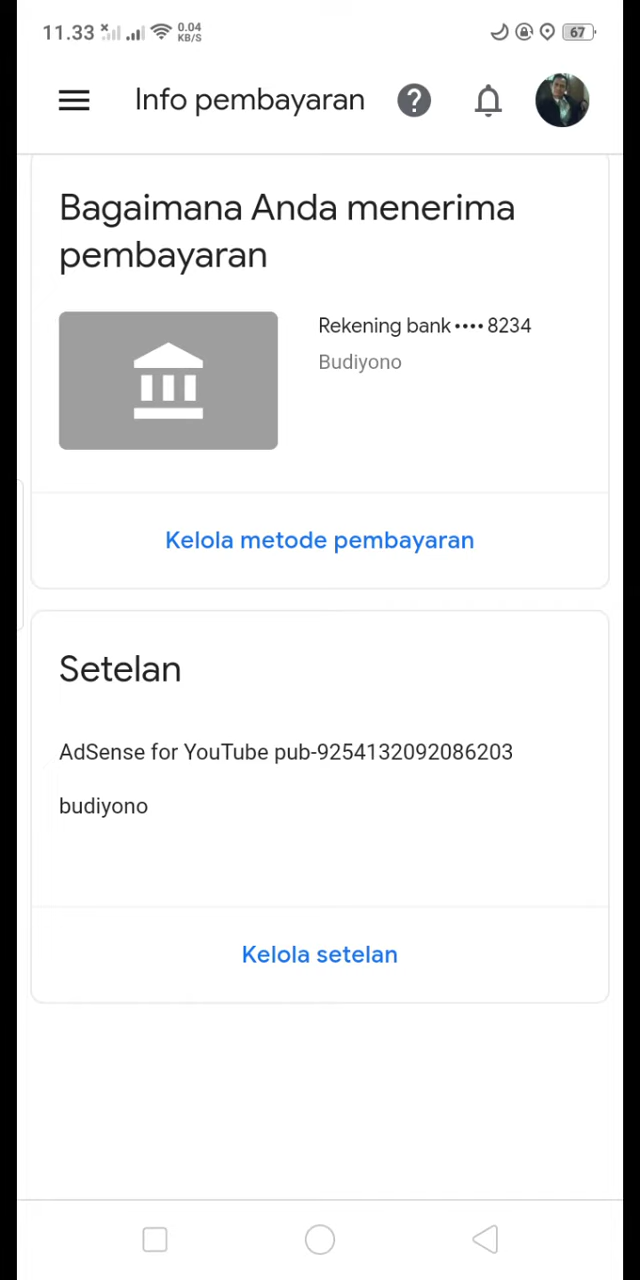 11.33 0.04 KB/S 67
Info pembayaran
Bagaimana Anda menerima
pembayaran
Rekening bank •••• 8234
Budiyono
Kelola metode pembayaran
Setelan
AdSense for YouTube pub-9254132092086203
budiyono
Kelola setelan